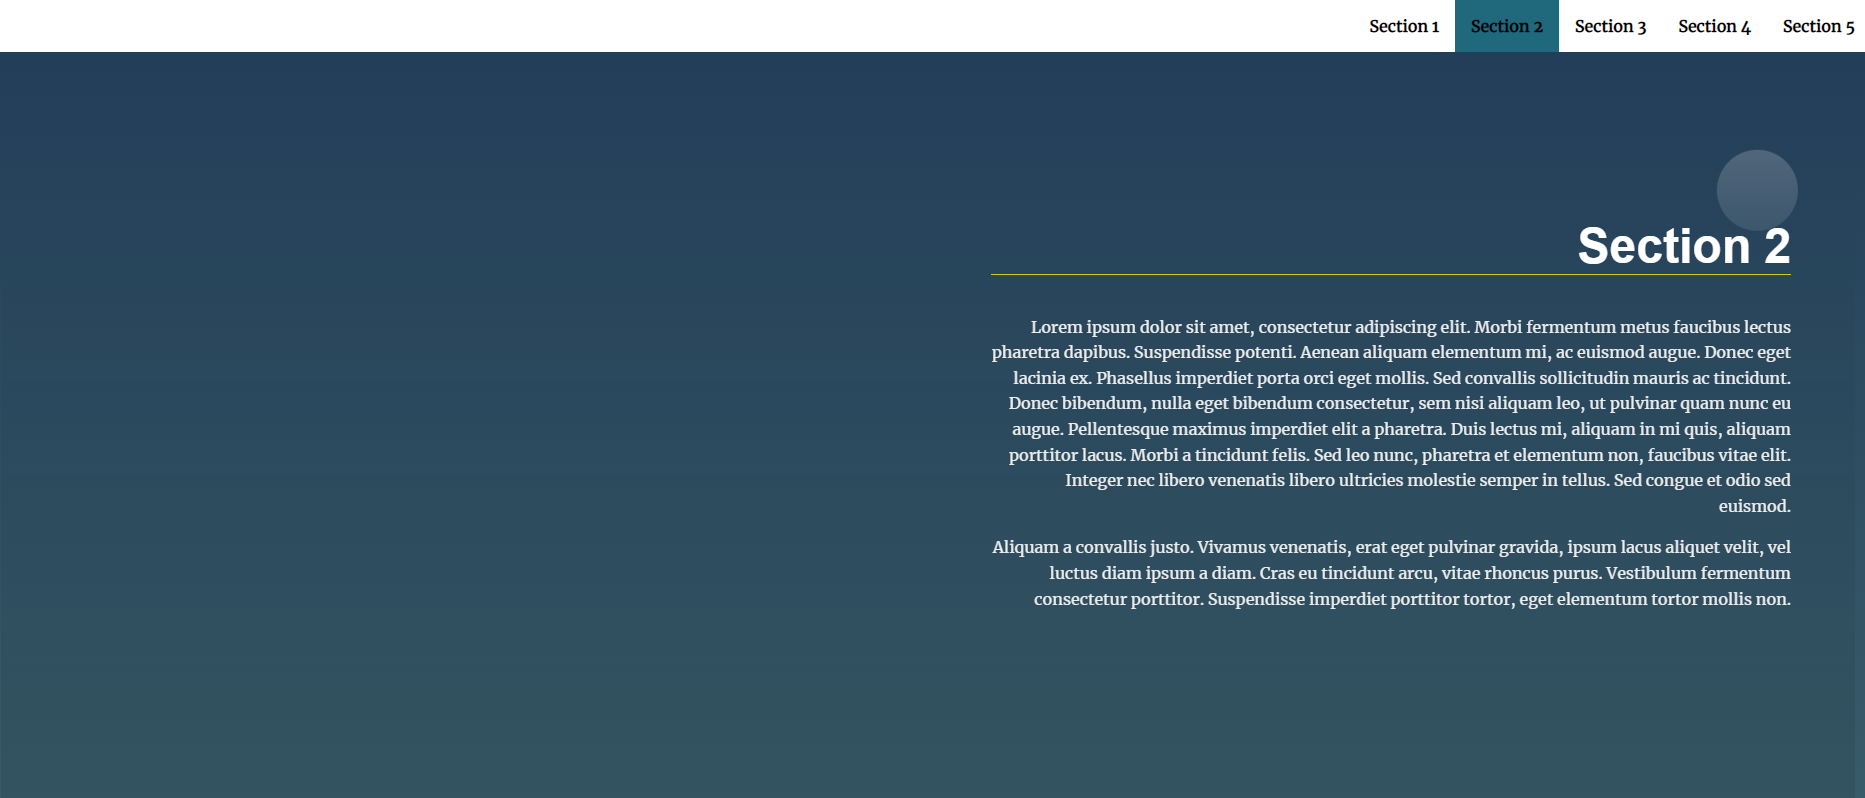 Section 1 Section 2 Section 3 Section 4 Section 5
Section 2
Lorem ipsum dolor sit amet, consectetur adipiscing elit. Morbi fermentum metus faucibus lectus
pharetra dapibus. Suspendisse potenti. Aenean aliquam elementum mi, ac euismod augue. Donec eget
lacinia ex. Phasellus imperdiet porta orci eget mollis. Sed convallis sollicitudin mauris ac tincidunt.
Donec bibendum, nulla eget bibendum consectetur, sem nisi aliquam leo, ut pulvinar quam nunc eu
augue. Pellentesque maximus imperdiet elit a pharetra. Duis lectus mi, aliquam in mi quis, aliquam
porttitor lacus. Morbi a tincidunt felis. Sed leo nunc, pharetra et elementum non, faucibus vitae elit.
Integer nec libero venenatis libero ultricies molestie semper in tellus. Sed congue et odio sed
euismod.
Aliquam a convallis justo. Vivamus venenatis, erat eget pulvinar gravida, ipsum lacus aliquet velit, vel
luctus diam ipsum a diam. Cras eu tincidunt arcu, vitae rhoncus purus. Vestibulum fermentum
consectetur porttitor. Suspendisse imperdiet porttitor tortor, eget elementum tortor mollis non.